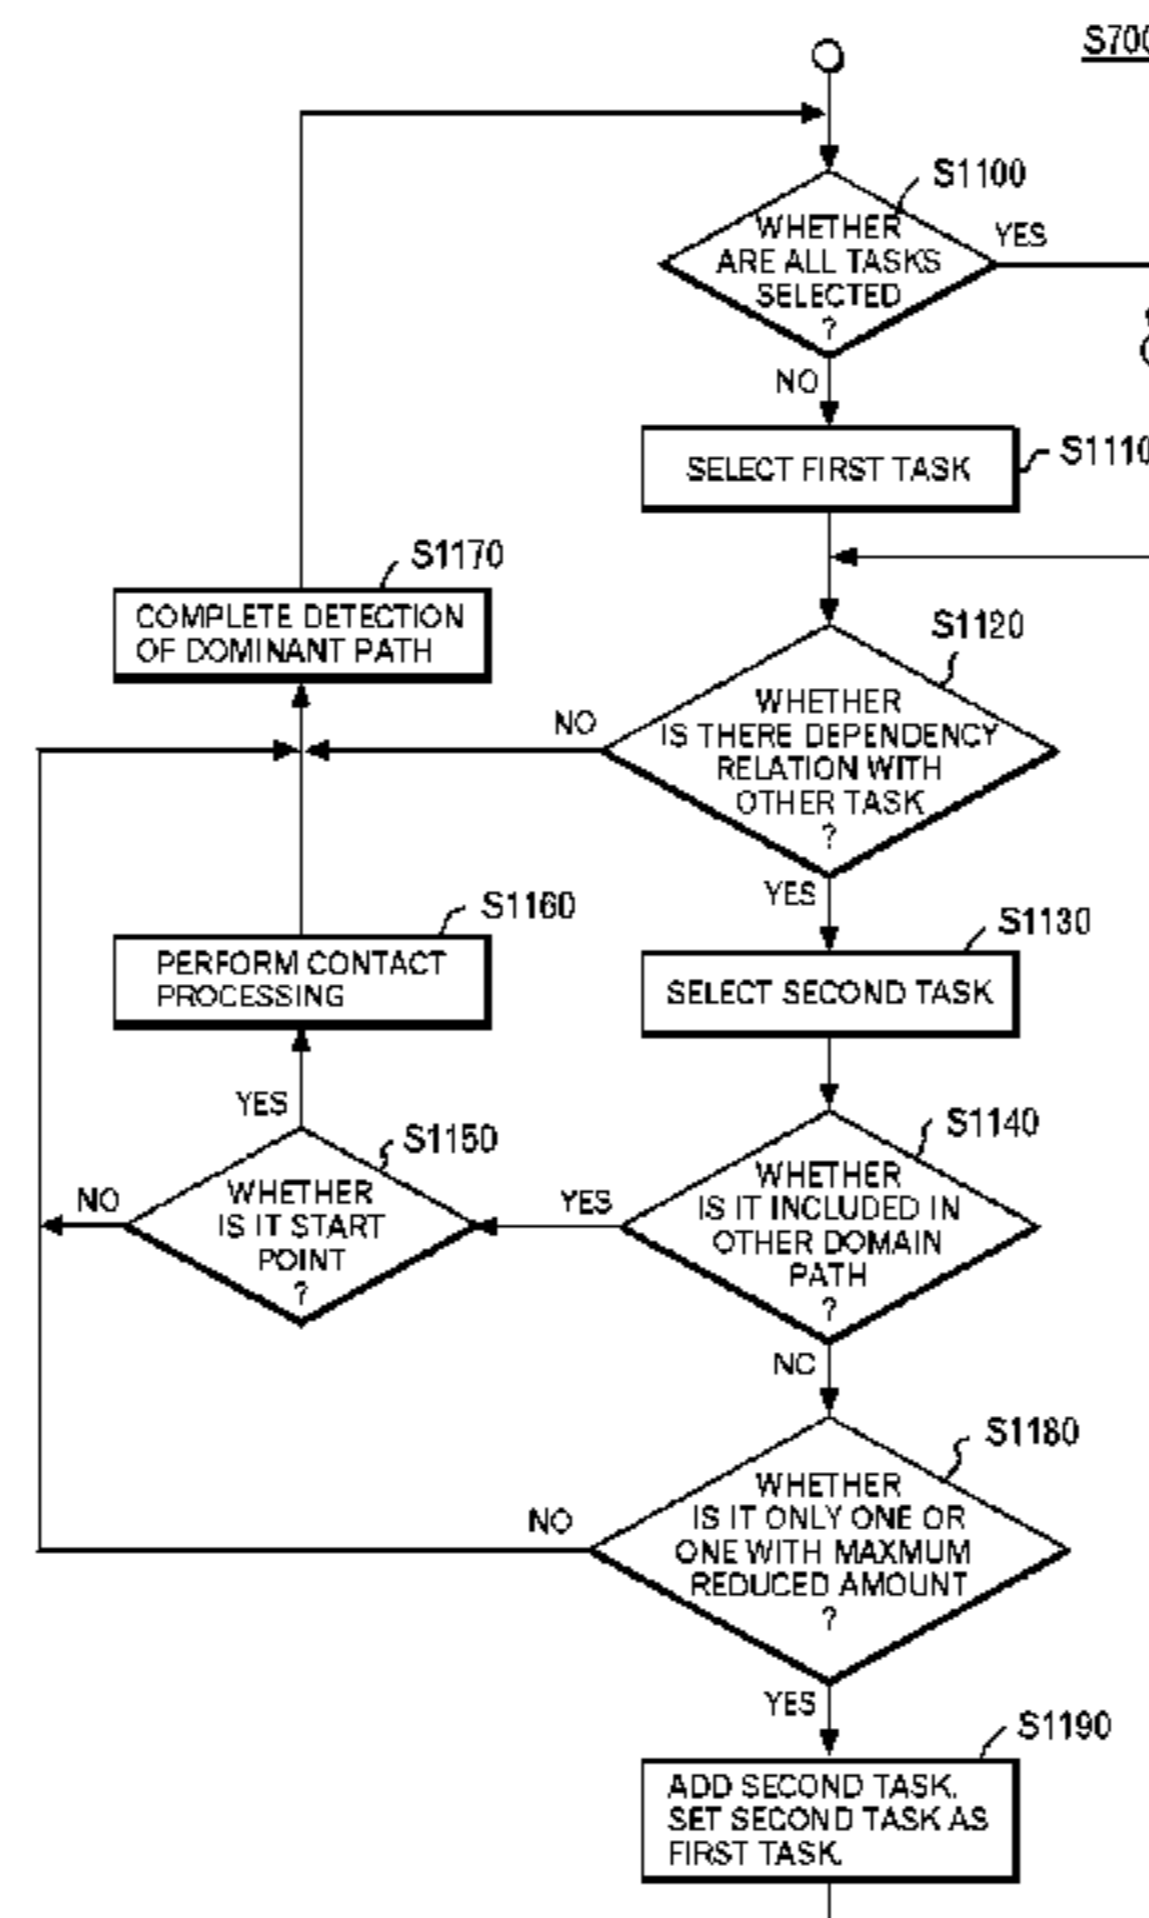 S700
S1100
WHETHER
ARE ALL TASKS
SELECTED
?
YES
NO
SELECT FIRST TASK
S1110
S1170
COMPLETE DETECTION
OF DOMINANT PATH
S1120
WHETHER
IS THERE DEPENDENCY
RELATION WITH
OTHER TASK
?
NO
YES
S1160
PERFORM CONTACT
PROCESSING
S1130
SELECT SECOND TASK
YES
S1150
WHETHER
IS IT START
POINT
?
NO
S1140
WHETHER
IS IT INCLUDED IN
OTHER DOMAIN
PATH
?
YES
NC
S1180
WHETHER
IS IT ONLY ONE OR
ONE WITH MAXMUM
REDUCED AMOUNT
?
NO
YES
S1190
ADD SECOND TASK.
SET SECOND TASK AS
FIRST TASK.